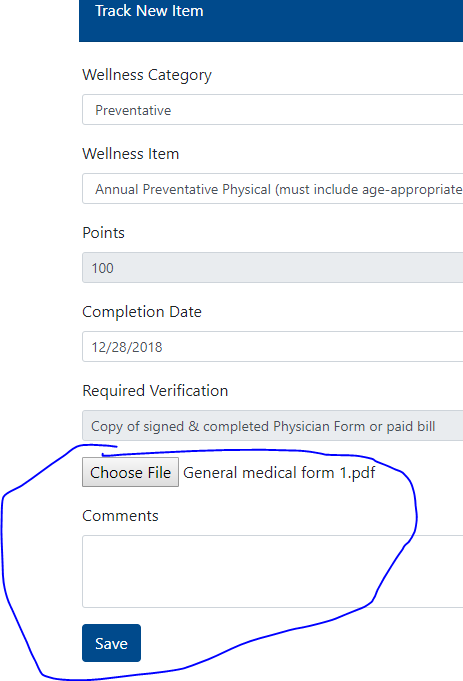 Track New Item
Wellness Category
Preventative
Wellness Item
Annual Preventative Physical (must include age-appropriate
Points
100
Completion Date
12/28/2018
Required Verification
Copy of signed & completed Physician Form or paid bill
Choose File General medical form 1.pdf
Comments
Save